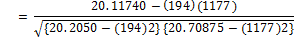 = 20.11740 − (194)(1177)
√{20.2050 − (194)2} {20.70875 − (1177)2}